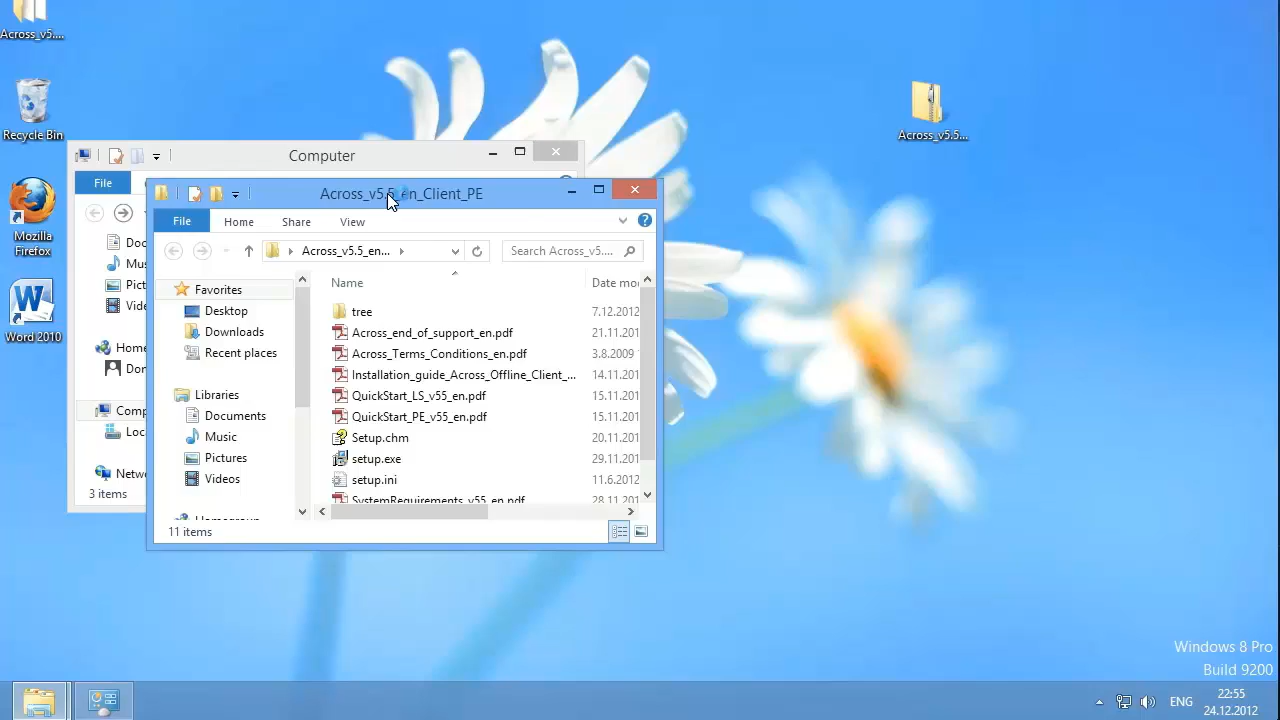 Across_v5....
Recycle Bin
Mozilla
Firefox
Word 2010
Across_v5.5...
Computer
File
Doc
Mus
Pict
Vide
Home
Don
Comp
Loc
Netwo
3 items
Across_v5.5_en_Client_PE
File
Home
Share
View
Across_v5.5_en...
Search Across_v5....
Name
Date mo
Favorites
Desktop
Downloads
Recent places
Libraries
Documents
Music
Pictures
Videos
Homegroup
tree
7.12.2012
Across_end_of_support_en.pdf
21.11.201
Across_Terms_Conditions_en.pdf
3.8.2009
Installation_guide_Across_Offline_Client_...
14.11.201
QuickStart_LS_v55_en.pdf
15.11.201
QuickStart_PE_v55_en.pdf
15.11.201
Setup.chm
20.11.201
setup.exe
29.11.201
setup.ini
11.6.2012
SystemRequirements_v55_en.pdf
28.11.201
11 items
Windows 8 Pro
Build 9200
ENG
22:55
24.12.2012